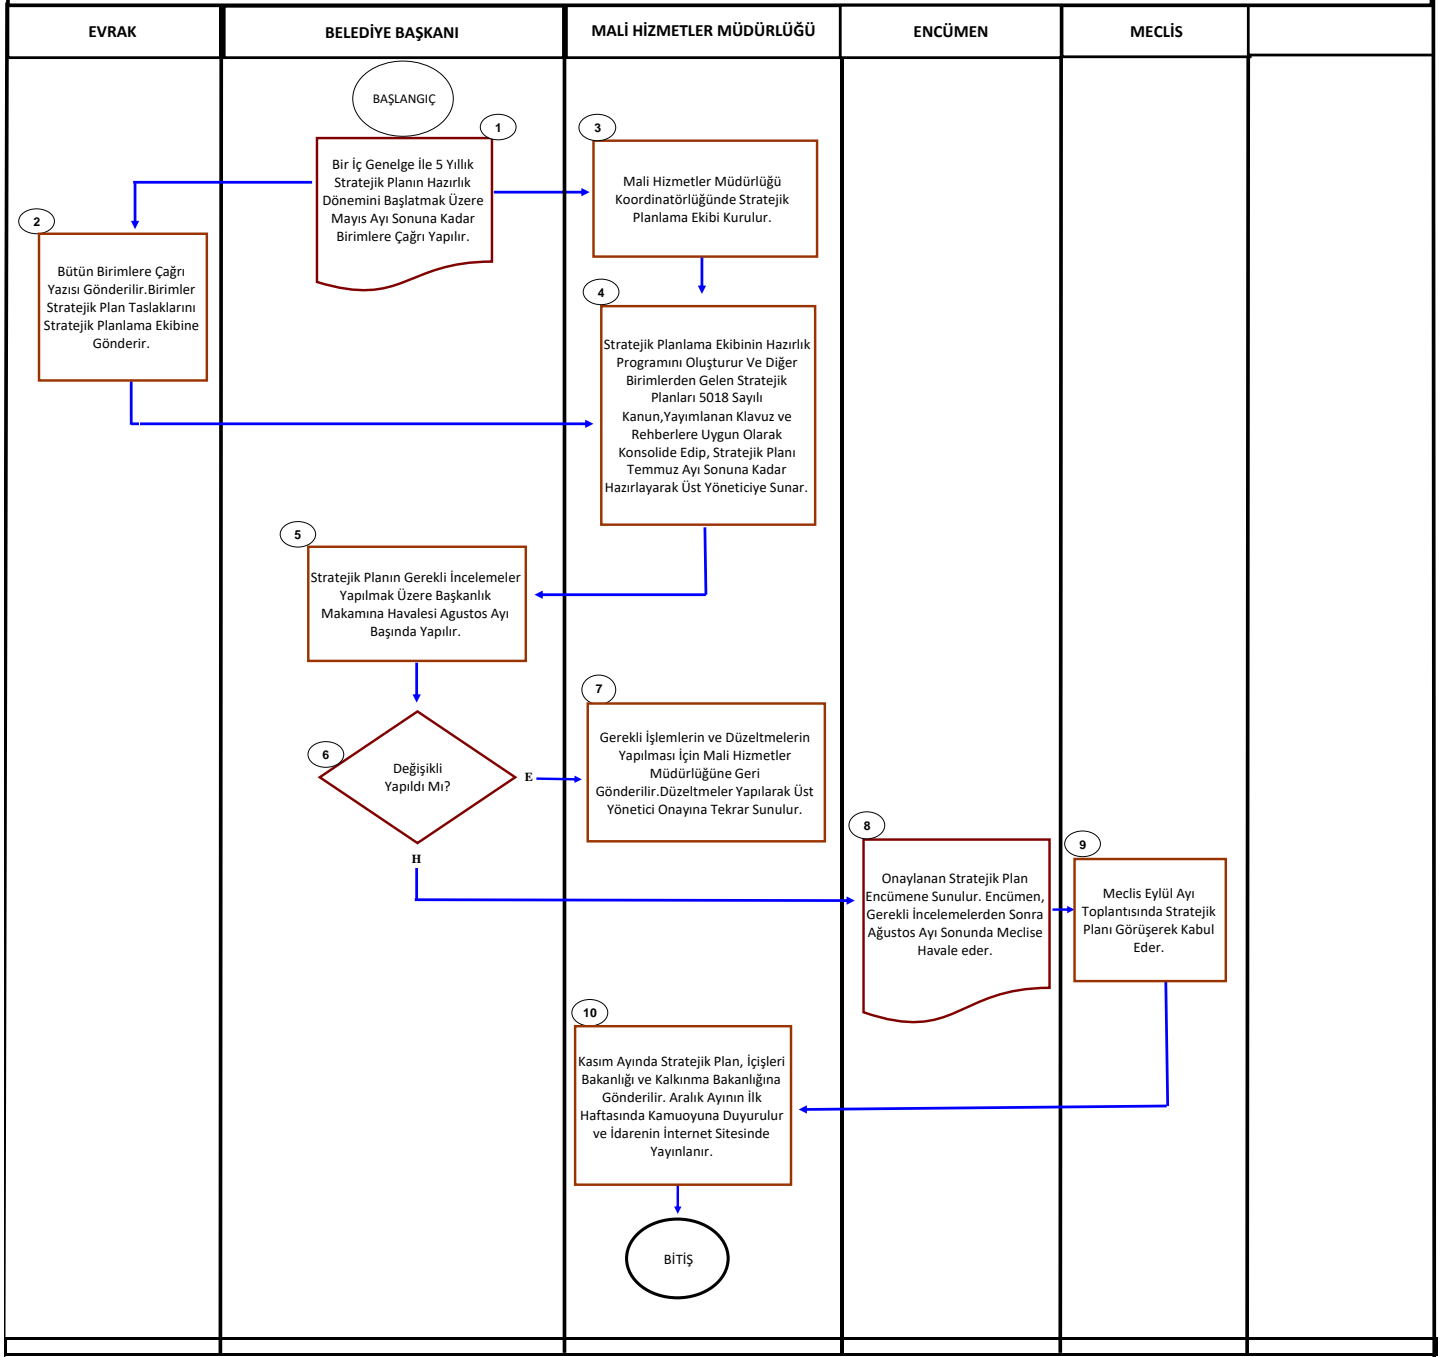 EVRAK
BELEDİYE BAŞKANI
MALİ HİZMETLER MÜDÜRLÜĞÜ
ENCÜMEN
MECLİS
BAŞLANGIÇ
1
Bir İç Genelge İle 5 Yıllık
Stratejik Planın Hazırlık
Dönemini Başlatmak Üzere
Mayıs Ayı Sonuna Kadar
Birimlere Çağrı Yapılır.
2
Bütün Birimlere Çağrı
Yazısı Gönderilir.Birimler
Stratejik Plan Taslaklarını
Stratejik Planlama Ekibine
Gönderir.
3
Mali Hizmetler Müdürlüğü
Koordinatörlüğünde Stratejik
Planlama Ekibi Kurulur.
4
Stratejik Planlama Ekibinin Hazırlık
Programını Oluşturur Ve Diğer
Birimlerden Gelen Stratejik
Planları 5018 Sayılı
Kanun,Yayımlanan Klavuz ve
Rehberlere Uygun Olarak
Konsolide Edip, Stratejik Planı
Temmuz Ayı Sonuna Kadar
Hazırlayarak Üst Yöneticiye Sunar.
5
Stratejik Planın Gerekli İncelemeler
Yapılmak Üzere Başkanlık
Makamına Havalesi Agustos Ayı
Başında Yapılır.
6
Değişikli
Yapıldı Mı?
E
H
7
Gerekli İşlemlerin ve Düzeltmelerin
Yapılması İçin Mali Hizmetler
Müdürlüğüne Geri
Gönderilir.Düzeltmeler Yapılarak Üst
Yönetici Onayına Tekrar Sunulur.
8
Onaylanan Stratejik Plan
Encümene Sunulur. Encümen,
Gerekli İncelemelerden Sonra
Ağustos Ayı Sonunda Meclise
Havale eder.
9
Meclis Eylül Ayı
Toplantısında Stratejik
Planı Görüşerek Kabul
Eder.
10
Kasım Ayında Stratejik Plan, İçişleri
Bakanlığı ve Kalkınma Bakanlığına
Gönderilir. Aralık Ayının İlk
Haftasında Kamuoyuna Duyurulur
ve İdarenin İnternet Sitesinde
Yayınlanır.
BİTİŞ